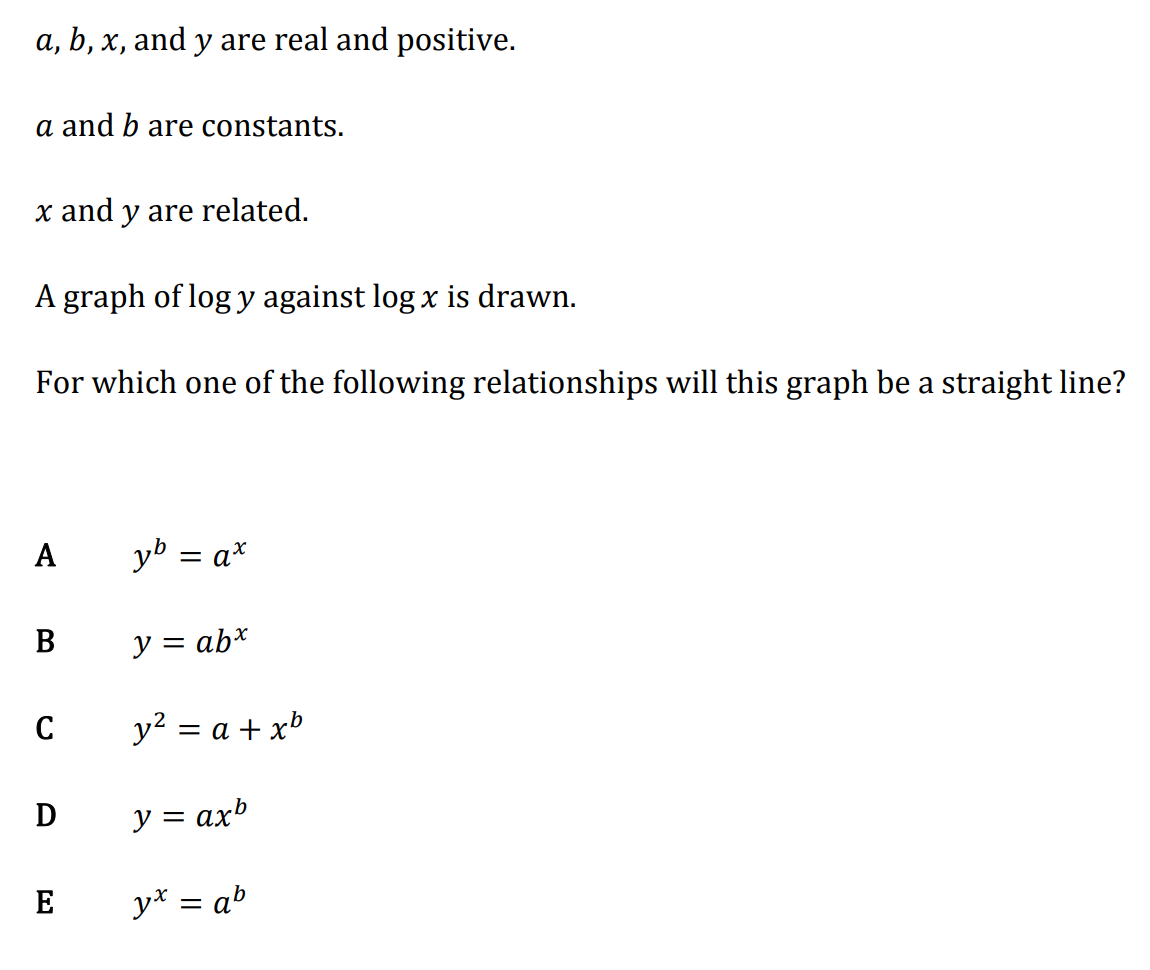 a, b, x, and y are real and positive.
a and b are constants.
x and y are related.
A graph of log y against log x is drawn.
For which one of the following relationships will this graph be a straight line?
A y^b = a^x
B y = ab^x
C y^2 = a + x^b
D y = ax^b
E y^x = a^b